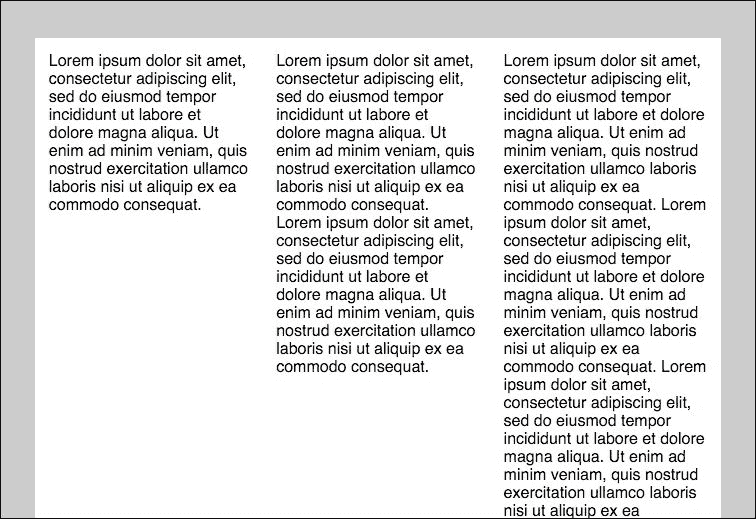 Lorem ipsum dolor sit amet,
consectetur adipiscing elit,
sed do eiusmod tempor
incididunt ut labore et
dolore magna aliqua. Ut
enim ad minim veniam, quis
nostrud exercitation ullamco
laboris nisi ut aliquip ex ea
commodo consequat.
Lorem ipsum dolor sit amet,
consectetur adipiscing elit,
sed do eiusmod tempor
incididunt ut labore et
dolore magna aliqua. Ut
enim ad minim veniam, quis
nostrud exercitation ullamco
laboris nisi ut aliquip ex ea
commodo consequat.
Lorem ipsum dolor sit amet,
consectetur adipiscing elit,
sed do eiusmod tempor
incididunt ut labore et
dolore magna aliqua. Ut
enim ad minim veniam, quis
nostrud exercitation ullamco
laboris nisi ut aliquip ex ea
commodo consequat.
Lorem ipsum dolor sit amet,
consectetur adipiscing elit,
sed do eiusmod tempor
incididunt ut labore et dolore
magna aliqua. Ut enim ad
minim veniam, quis nostrud
exercitation ullamco laboris
nisi ut aliquip ex ea
commodo consequat. Lorem
ipsum dolor sit amet,
consectetur adipiscing elit,
sed do eiusmod tempor
incididunt ut labore et dolore
magna aliqua. Ut enim ad
minim veniam, quis nostrud
exercitation ullamco laboris
nisi ut aliquip ex ea
commodo consequat. Lorem
ipsum dolor sit amet,
consectetur adipiscing elit,
sed do eiusmod tempor
incididunt ut labore et dolore
magna aliqua. Ut enim ad
minim veniam, quis nostrud
exercitation ullamco laboris
nisi ut aliquip ex ea